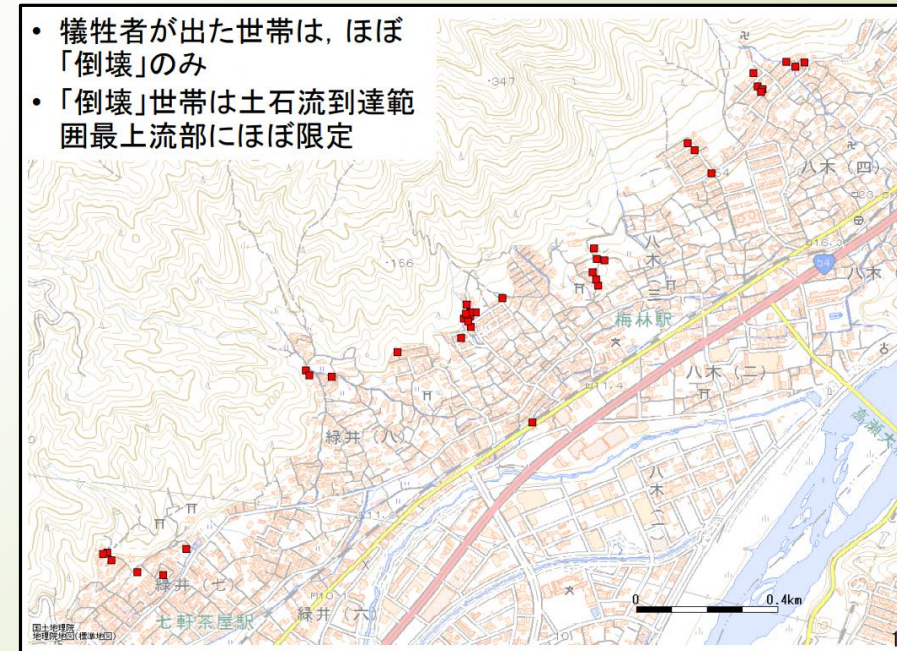 • 犠牲者が出た世帯は，ほぼ
「倒壊」のみ
• 「倒壊」世帯は土石流到達範
囲最上流部にほぼ限定
・347
八木（四）
54
・156
八木（三）
梅林駅
八木（二）
11.4
高瀬大
緑井（八）
八木（一）
緑井（七）
緑井（六）
七軒茶屋駅
0
0.4km
国土地理院
地理院地図(標準地図)
1